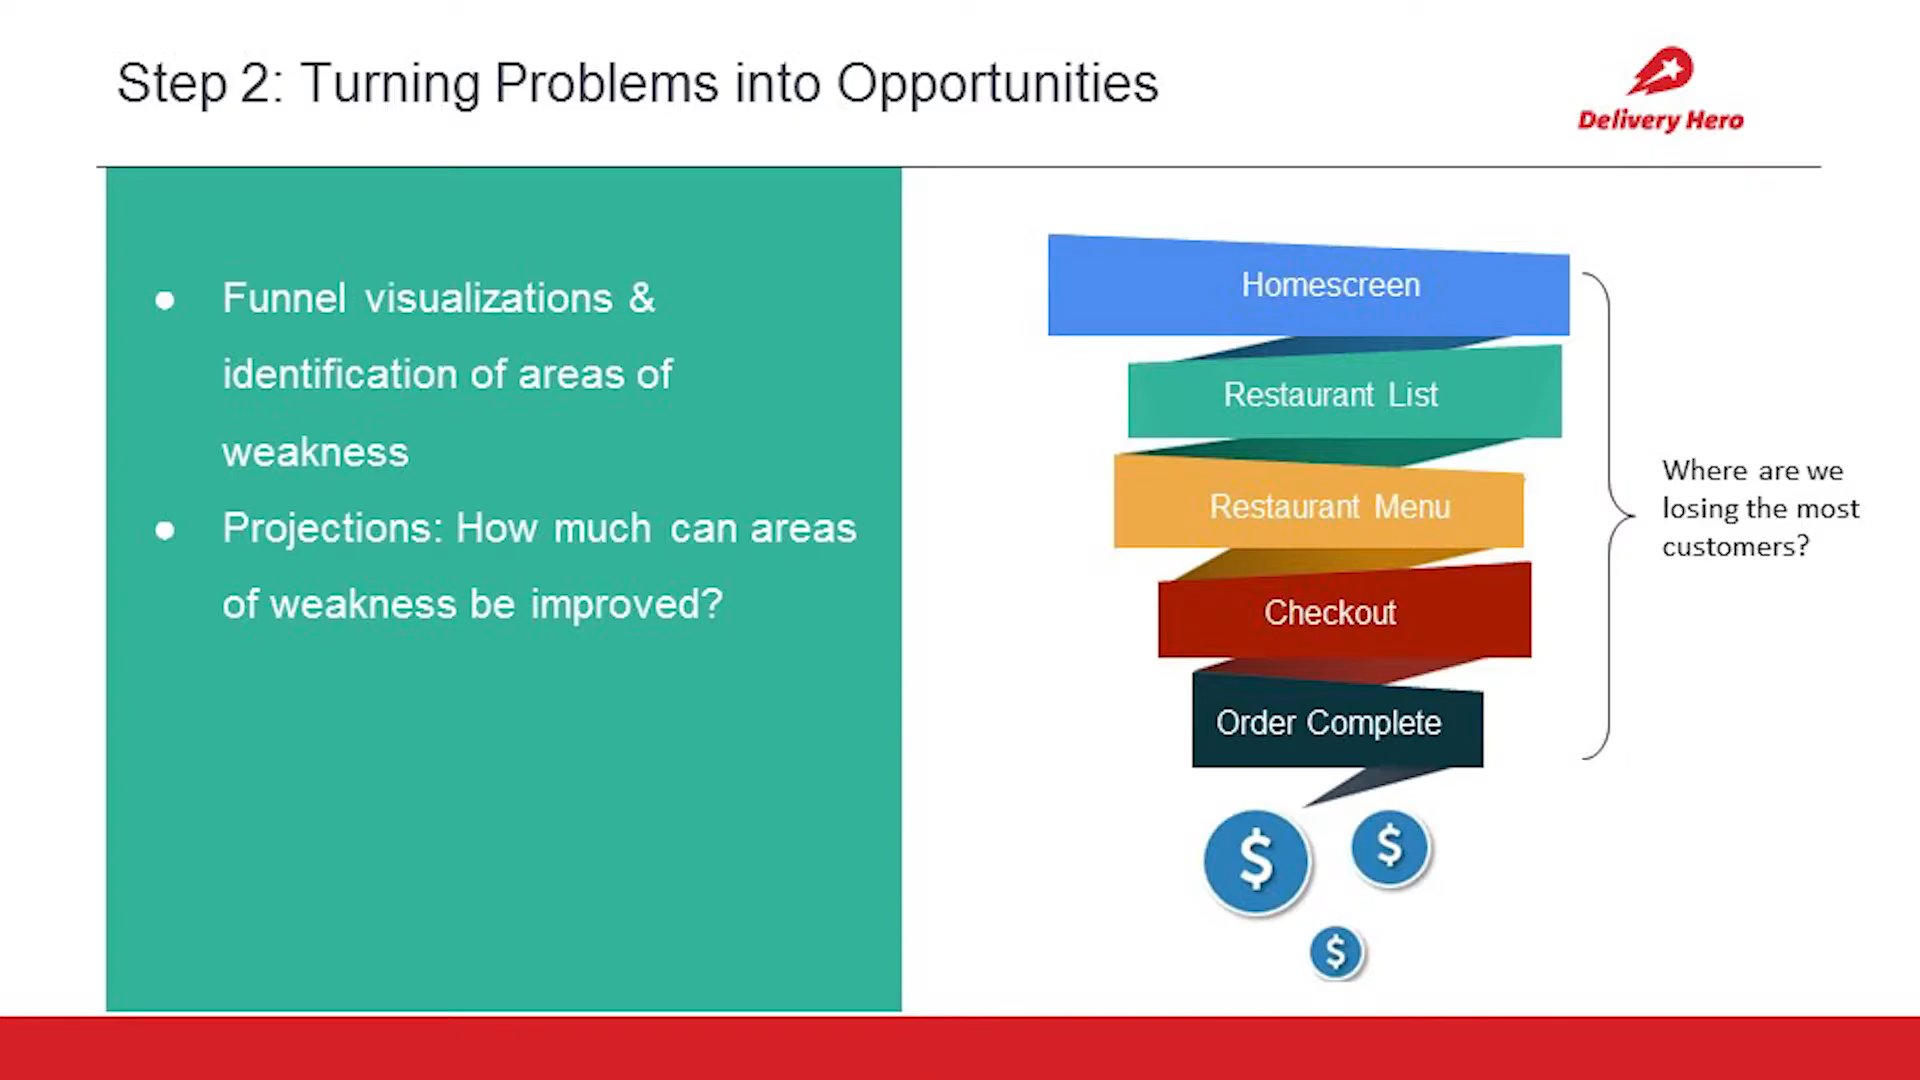 Step 2: Turning Problems into Opportunities
Delivery Hero
● Funnel visualizations &
identification of areas of
weakness
● Projections: How much can areas
of weakness be improved?
Homescreen
Restaurant List
Restaurant Menu
Checkout
Order Complete
Where are we
losing the most
customers?
$
$
$